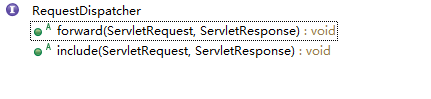 RequestDispatcher
forward(ServletRequest, ServletResponse) : void
include(ServletRequest, ServletResponse) : void